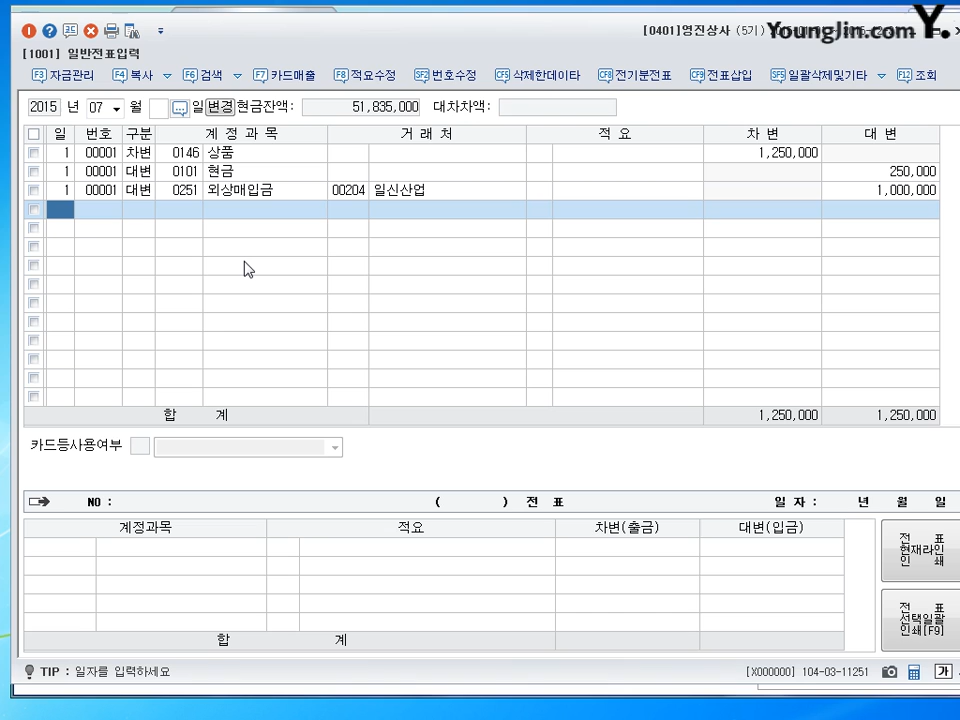 [0401]영진상사 (5기)
Younglin.com Y.
[1001] 일반전표입력
F3 자금관리 F4 복사 F6 검색 F7 카드매출 F8 적요수정 SF2 번호수정 CF5 삭제한데이타 CF8 전기분전표 CF9 전표삽입 SF5 일괄삭제및기타 F12 조회
2015 년 07 월 일 변경 현금잔액: 51,835,000 대차차액:
일 번호 구분 계 정 과 목 거 래 처 적 요 차 변 대 변
1 00001 차변 0146 상품 1,250,000
1 00001 대변 0101 현금 250,000
1 00001 대변 0251 외상매입금 00204 일신산업 1,000,000
합 계 1,250,000 1,250,000
카드등사용여부
NO : ( ) 전 표 일 자 : 년 월 일
계정과목 적요 차변(출금) 대변(입금)
전 표
현재라인
인 쇄
전 표
선택일괄
인쇄[F9]
합 계
TIP : 일자를 입력하세요 [X000000] 104-03-11251 가